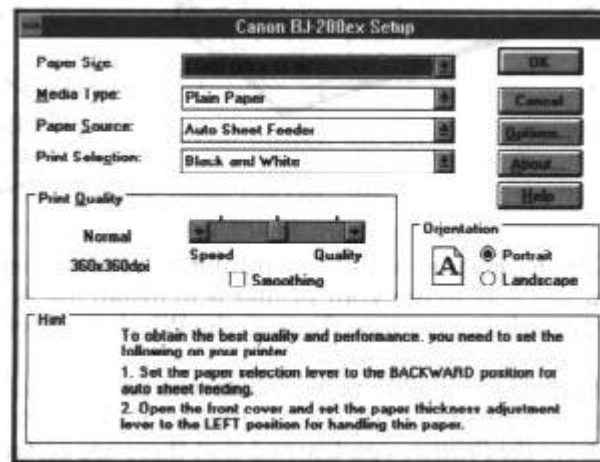 Canon BJ-200ex Setup
Paper Size:
Media Type: Plain Paper
Paper Source: Auto Sheet Feeder
Print Selection: Black and White
OK
Cancel
Options...
About...
Help
Print Quality
Normal
360x360dpi
Speed Quality
Smoothing
Orientation
A
Portrait
Landscape
Hint
To obtain the best quality and performance, you need to set the
following on your printer
1. Set the paper selection lever to the BACKWARD position for
auto sheet feeding.
2. Open the front cover and set the paper thickness adjustment
lever to the LEFT position for handling thin paper.